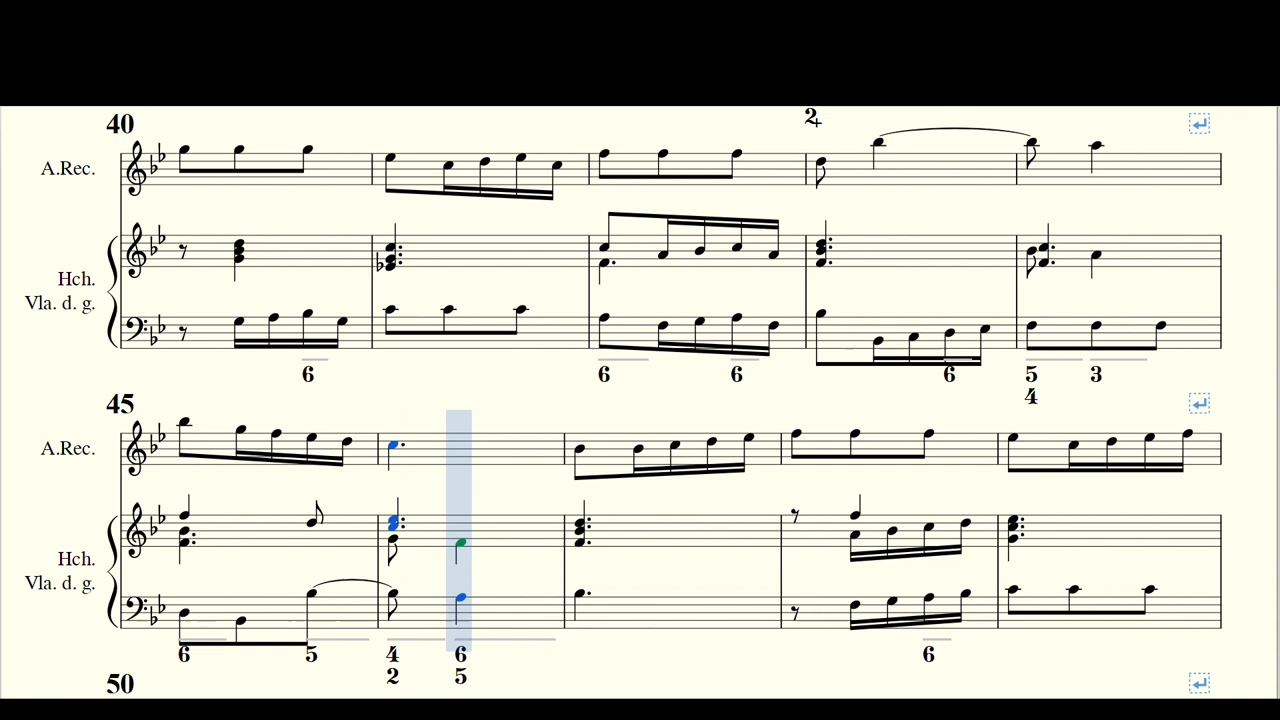 40
2
A.Rec.
Hch.
Vla. d. g.
6 6 6 6 5 3
4
45
A.Rec.
Hch.
Vla. d. g.
6 5 4 6 6
2 5
50